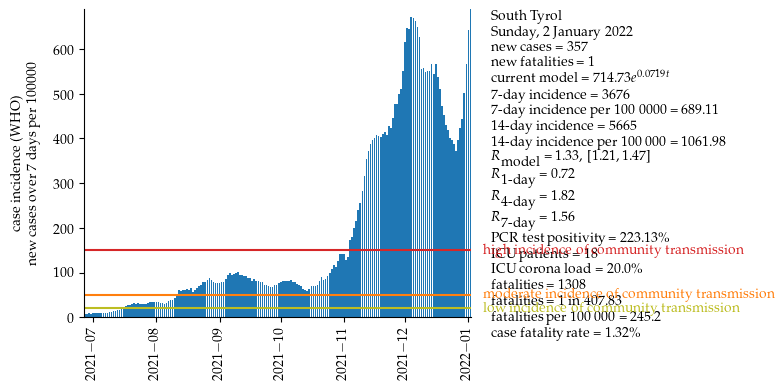 case incidence (WHO)
new cases over 7 days per 100000
600
500
400
300
200
100
0
2021−07
2021−08
2021−09
2021−10
2021−11
2021−12
2022−01
South Tyrol
Sunday, 2 January 2022
new cases = 357
new fatalities = 1
current model = 714.73e^0.0719t
7-day incidence = 3676
7-day incidence per 100 0000 = 689.11
14-day incidence = 5665
14-day incidence per 100 000 = 1061.98
R_model = 1.33, [1.21, 1.47]
R_1-day = 0.72
R_4-day = 1.82
R_7-day = 1.56
PCR test positivity = 223.13%
high incidence of community transmission
ICU patients = 18
ICU corona load = 20.0%
fatalities = 1308
moderate incidence of community transmission
fatalities = 1 in 407.83
low incidence of community transmission
fatalities per 100 000 = 245.2
case fatality rate = 1.32%